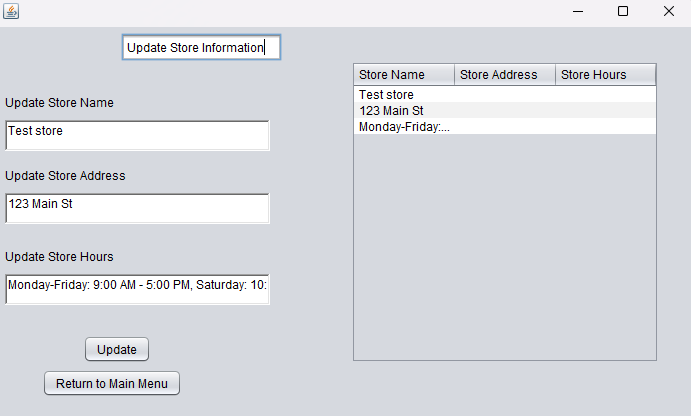 Update Store Information
Update Store Name
Test store
Update Store Address
123 Main St
Update Store Hours
Monday-Friday: 9:00 AM - 5:00 PM, Saturday: 10:
Update
Return to Main Menu
Store Name Store Address Store Hours
Test store
123 Main St
Monday-Friday:...